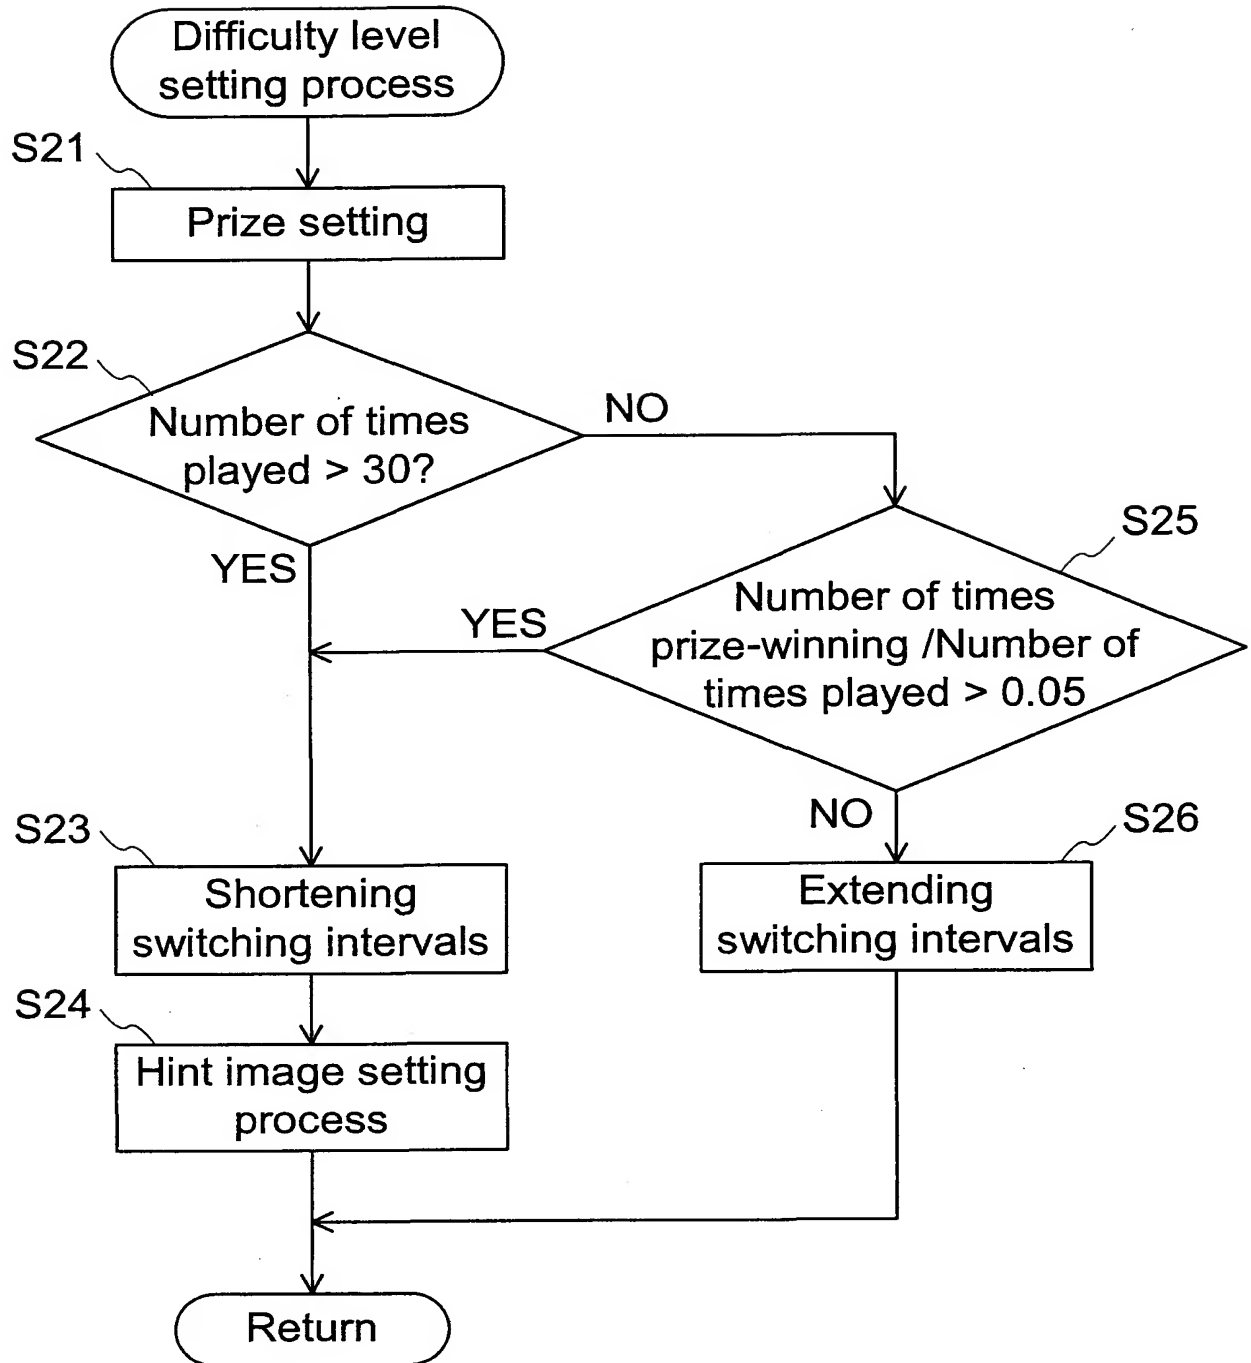 Difficulty level
setting process
S21
Prize setting
S22
Number of times
played > 30?
NO
YES
S25
Number of times
prize-winning /Number of
times played > 0.05
YES
NO
S23
Shortening
switching intervals
S26
Extending
switching intervals
S24
Hint image setting
process
Return